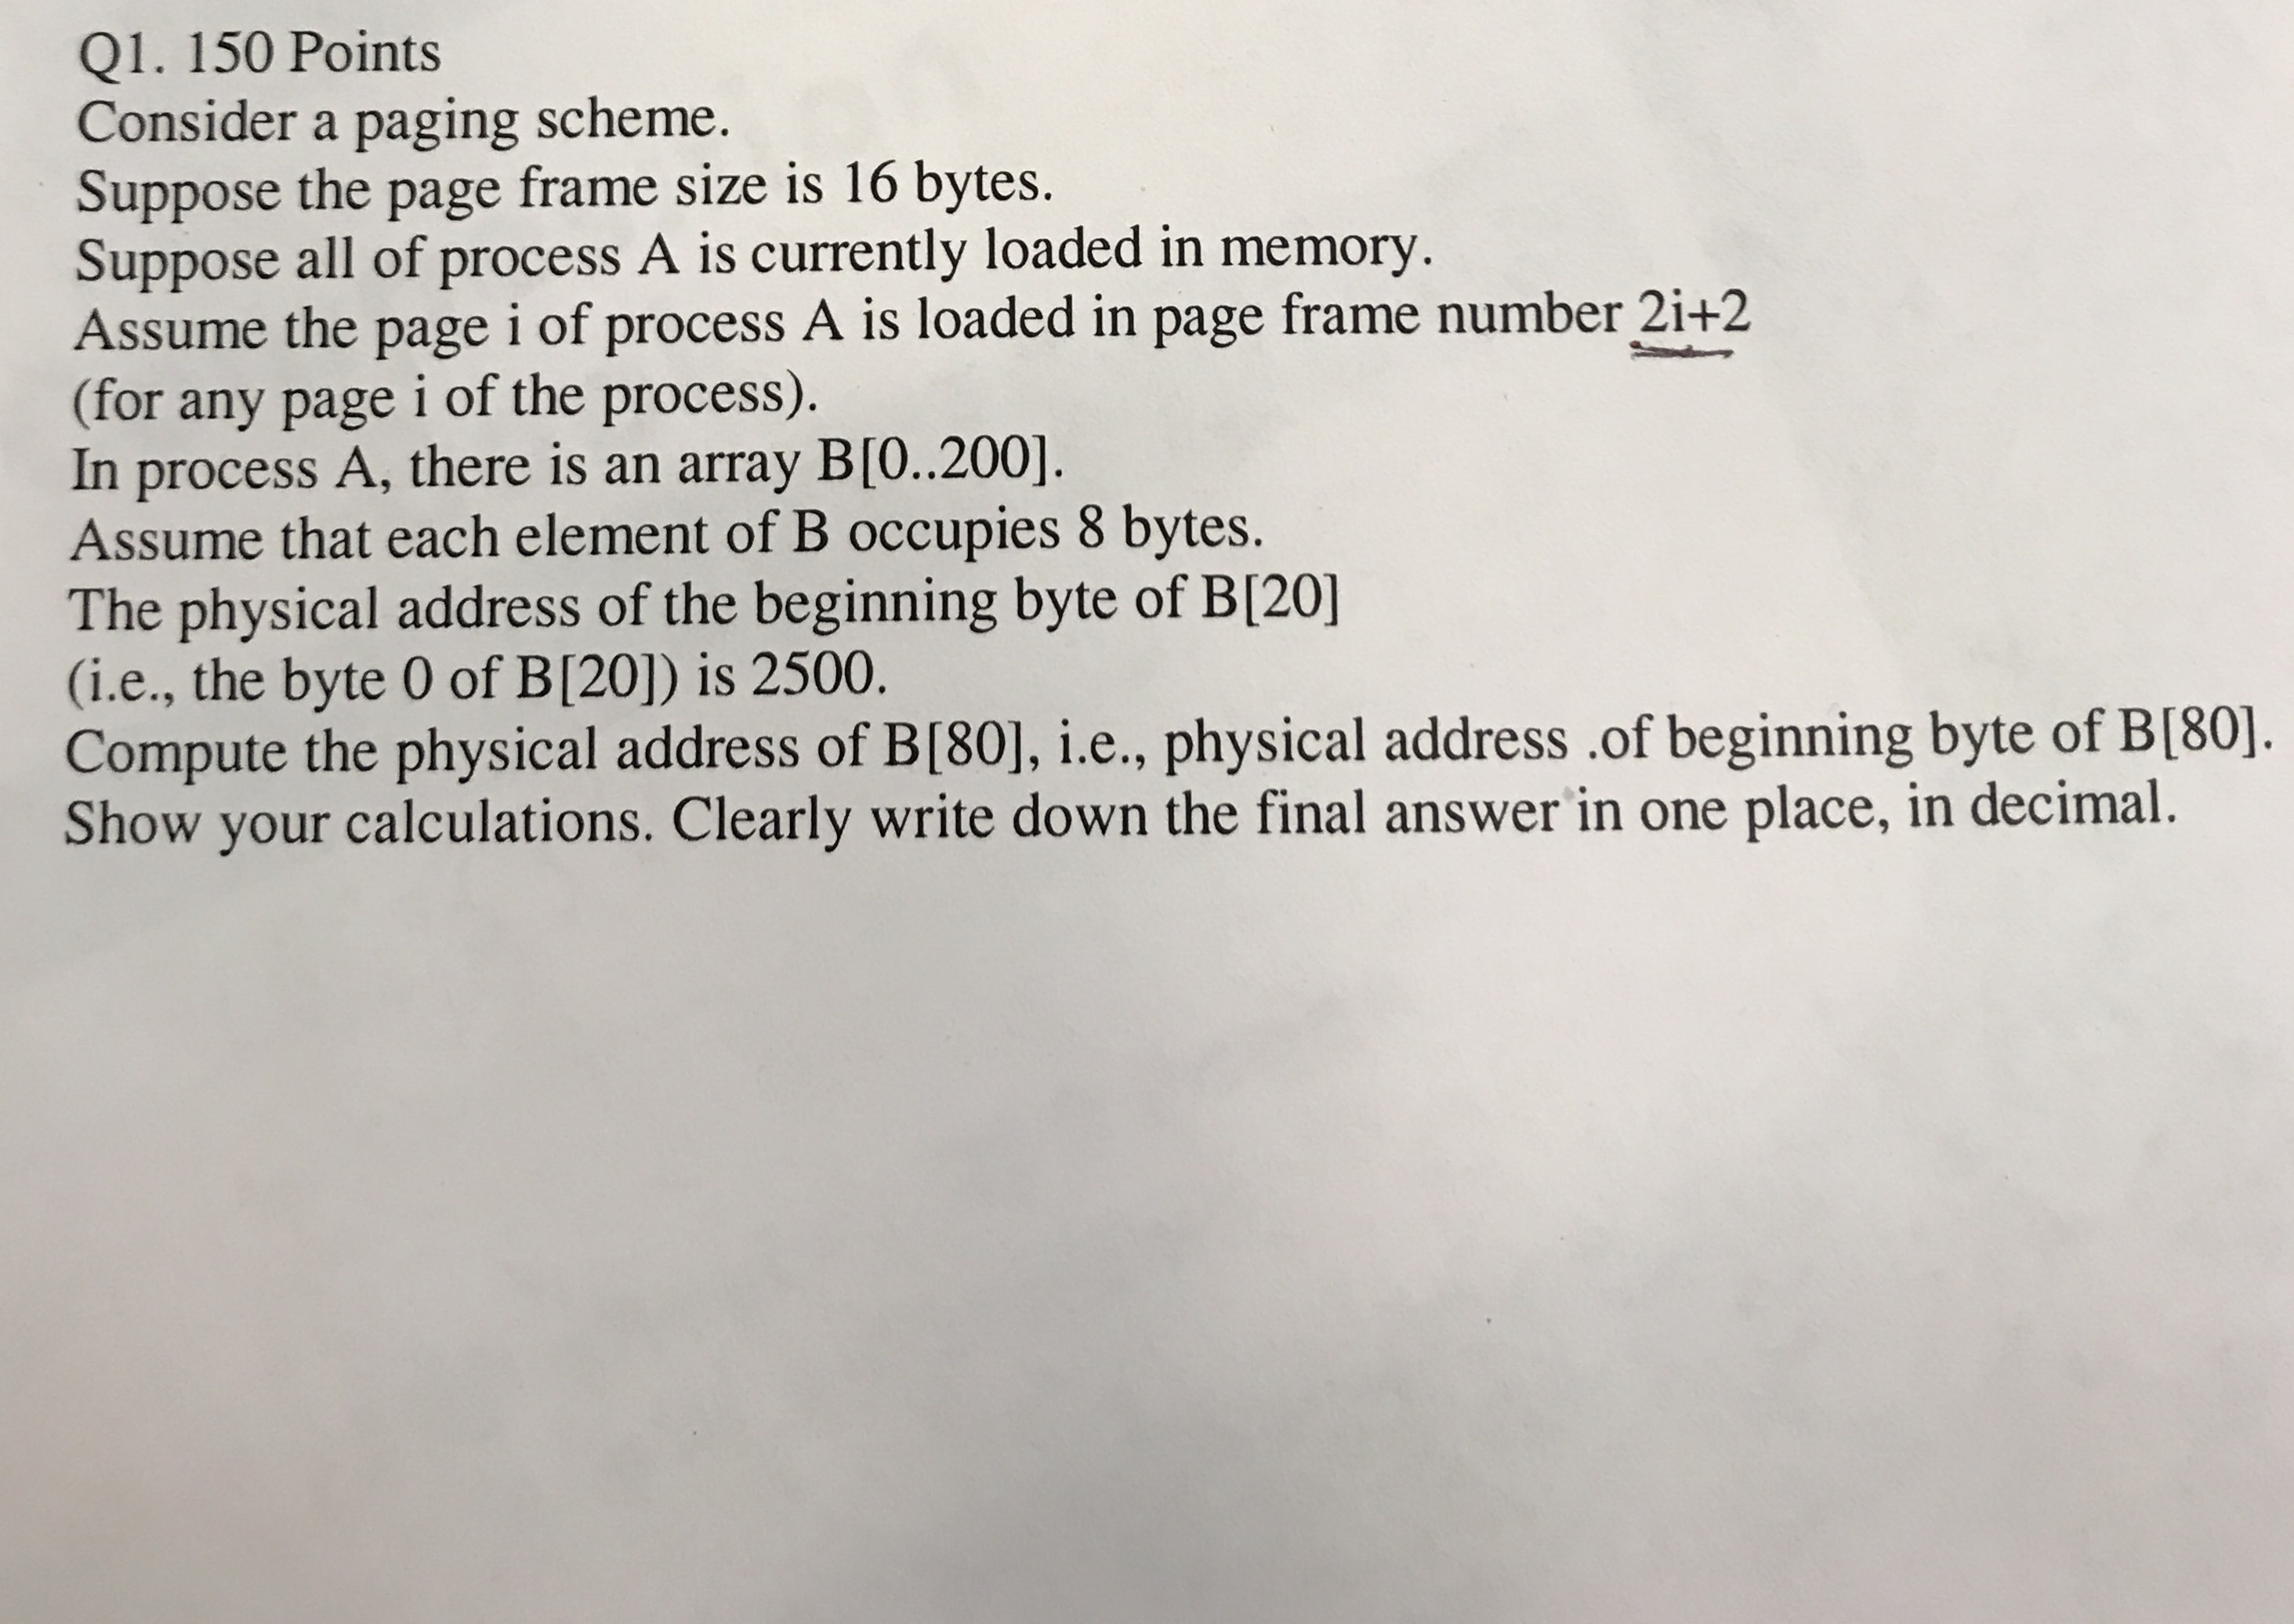 Q1. 150 Points
Consider a paging scheme.
Suppose the page frame size is 16 bytes.
Suppose all of process A is currently loaded in memory.
Assume the page i of process A is loaded in page frame number 2i+2
(for any page i of the process).
In process A, there is an array B[0..200].
Assume that each element of B occupies 8 bytes.
The physical address of the beginning byte of B[20]
(i.e., the byte 0 of B[20]) is 2500.
Compute the physical address of B[80], i.e., physical address .of beginning byte of B[80].
Show your calculations. Clearly write down the final answer in one place, in decimal.